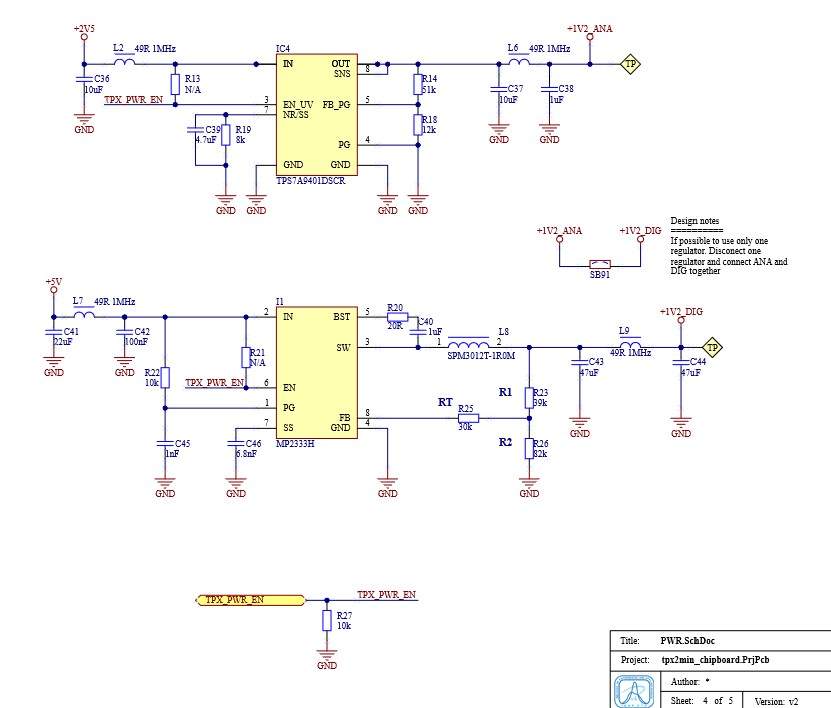 +2V5
L2 49R 1MHz
C36
10uF
GND
R13
N/A
TPX_PWR_EN
IC4
IN
OUT
SNS
8
3
EN_UV
7
NR/SS
FB_PG
5
PG
4
GND
GND
TPS7A9401DSCR
C39
4.7uF
R19
8k
GND
GND
GND
GND
R14
51k
R18
12k
L6 49R 1MHz
C37
10uF
GND
C38
1uF
GND
+1V2_ANA
TP
+1V2_ANA
+1V2_DIG
SB91
Design notes
==========
If possible to use only one
regulator. Disconect one
regulator and connect ANA and
DIG together
+5V
L7 49R 1MHz
C41
22uF
GND
C42
100nF
GND
R22
10k
R21
N/A
TPX_PWR_EN
I1
2
IN
BST
5
SW
3
6
EN
1
PG
7
SS
FB
8
GND
4
MP2333H
C45
1nF
GND
C46
6.8nF
GND
GND
R20
20R
C40
1uF
1
L8
2
SPM3012T-1R0M
RT
R25
30k
R1
R23
39k
R2
R26
82k
GND
C43
47uF
GND
L9
49R 1MHz
+1V2_DIG
TP
C44
47uF
GND
TPX_PWR_EN
TPX_PWR_EN
R27
10k
GND
Title: PWR.SchDoc
Project: tpx2min_chipboard.PrjPcb
Author: *
Sheet: 4 of 5 Version: v2